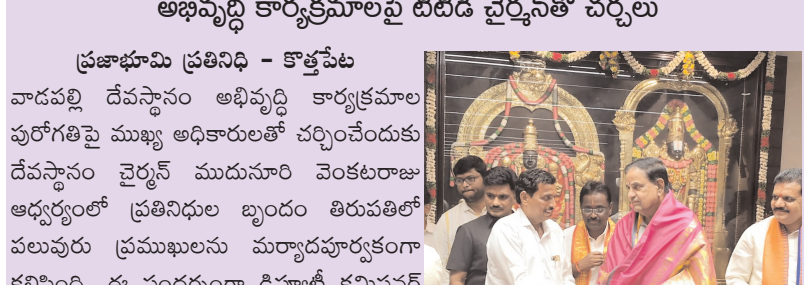 అభివృద్ధి కార్యక్రమాలపై టీటీడీ చైర్మన్‌తో చర్చలు
ప్రజాభూమి ప్రతినిధి – కొత్తపేట
వాడపల్లి దేవస్థానం అభివృద్ధి కార్యక్రమాల
పురోగతిపై ముఖ్య అధికారులతో చర్చించేందుకు
దేవస్థానం చైర్మన్ ముదునూరి వెంకటరాజు
ఆధ్వర్యంలో ప్రతినిధుల బృందం తిరుపతిలో
పలువురు ప్రముఖులను మర్యాదపూర్వకంగా